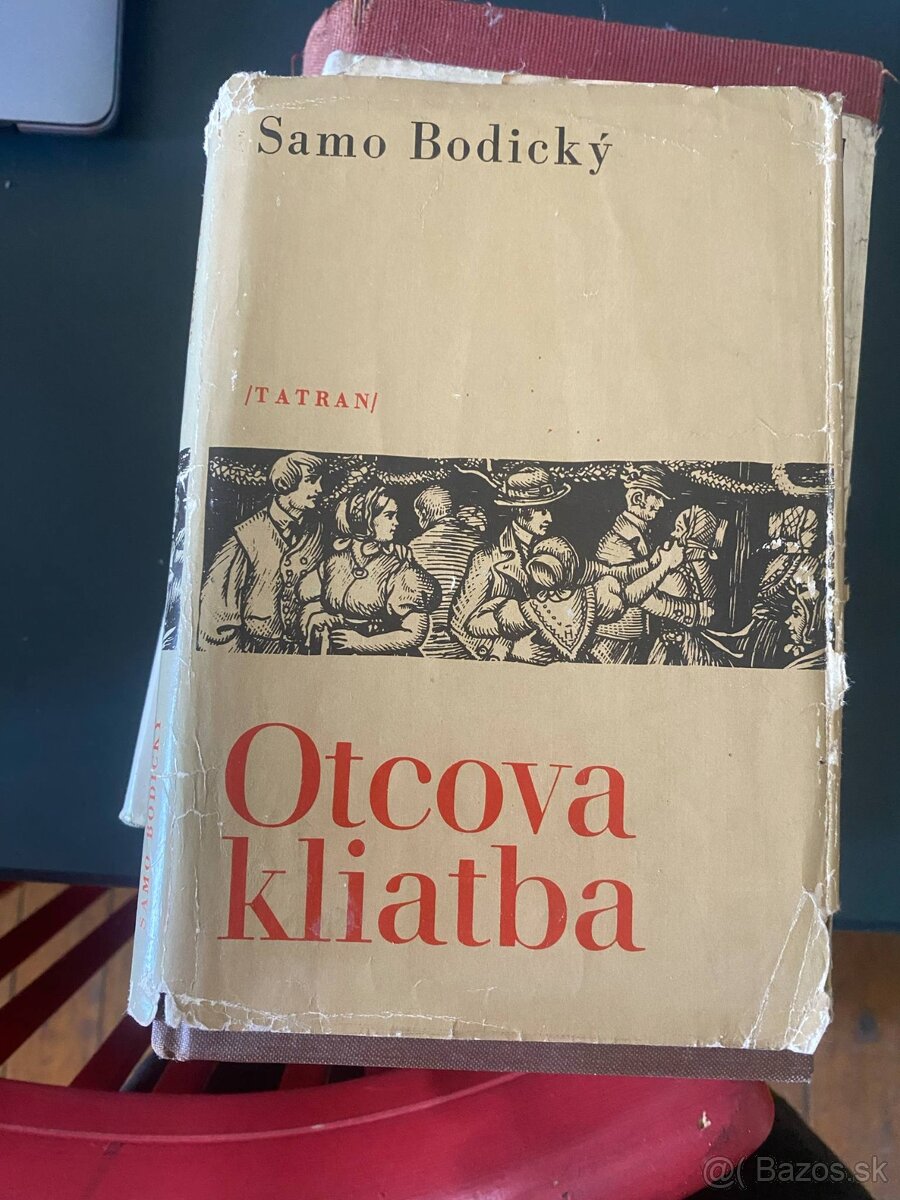 Samo Bodický
/TATRAN/
Otcova
kliatba
SAMO BODICKÝ
@( Bazos.sk